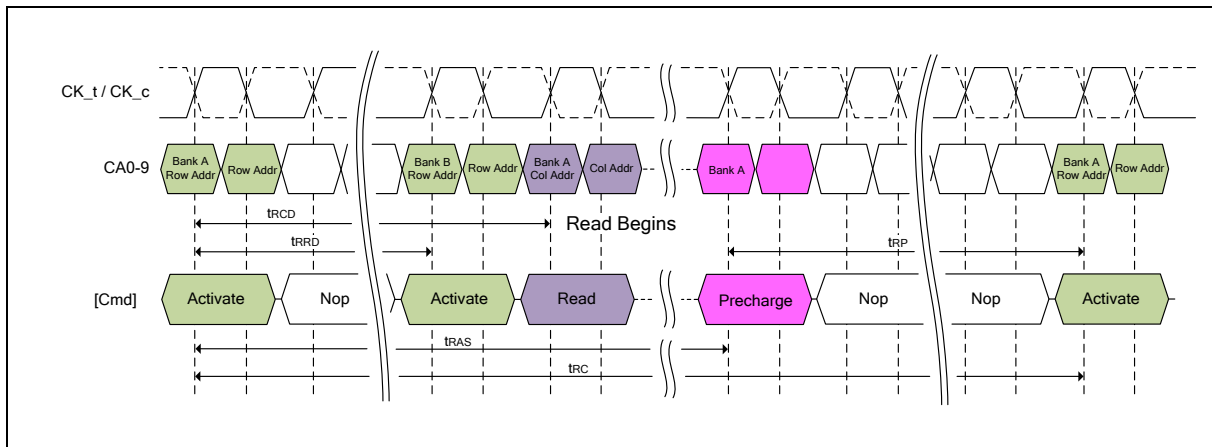 CK_t / CK_c
CA0-9
Bank A
Row Addr
Row Addr
Bank B
Row Addr
Row Addr
Bank A
Col Addr
Col Addr
Bank A
Bank A
Row Addr
Row Addr
tRCD
Read Begins
tRRD
tRP
[Cmd]
Activate
Nop
Activate
Read
Precharge
Nop
Nop
Activate
tRAS
tRC